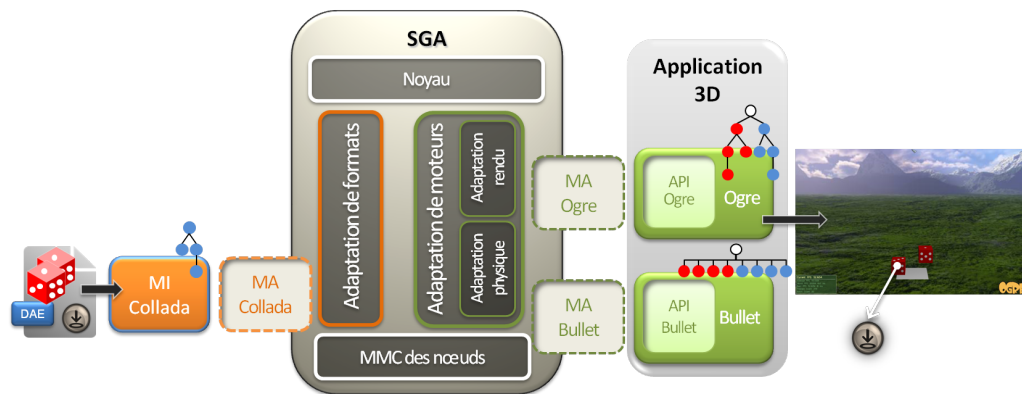 SGA
Noyau
Adaptation de formats
Adaptation de moteurs
Adaptation
rendu
Adaptation
physique
MMC des nœuds
DAE
MI
Collada
MA
Collada
MA
Ogre
MA
Bullet
Application
3D
API
Ogre
Ogre
API
Bullet
Bullet